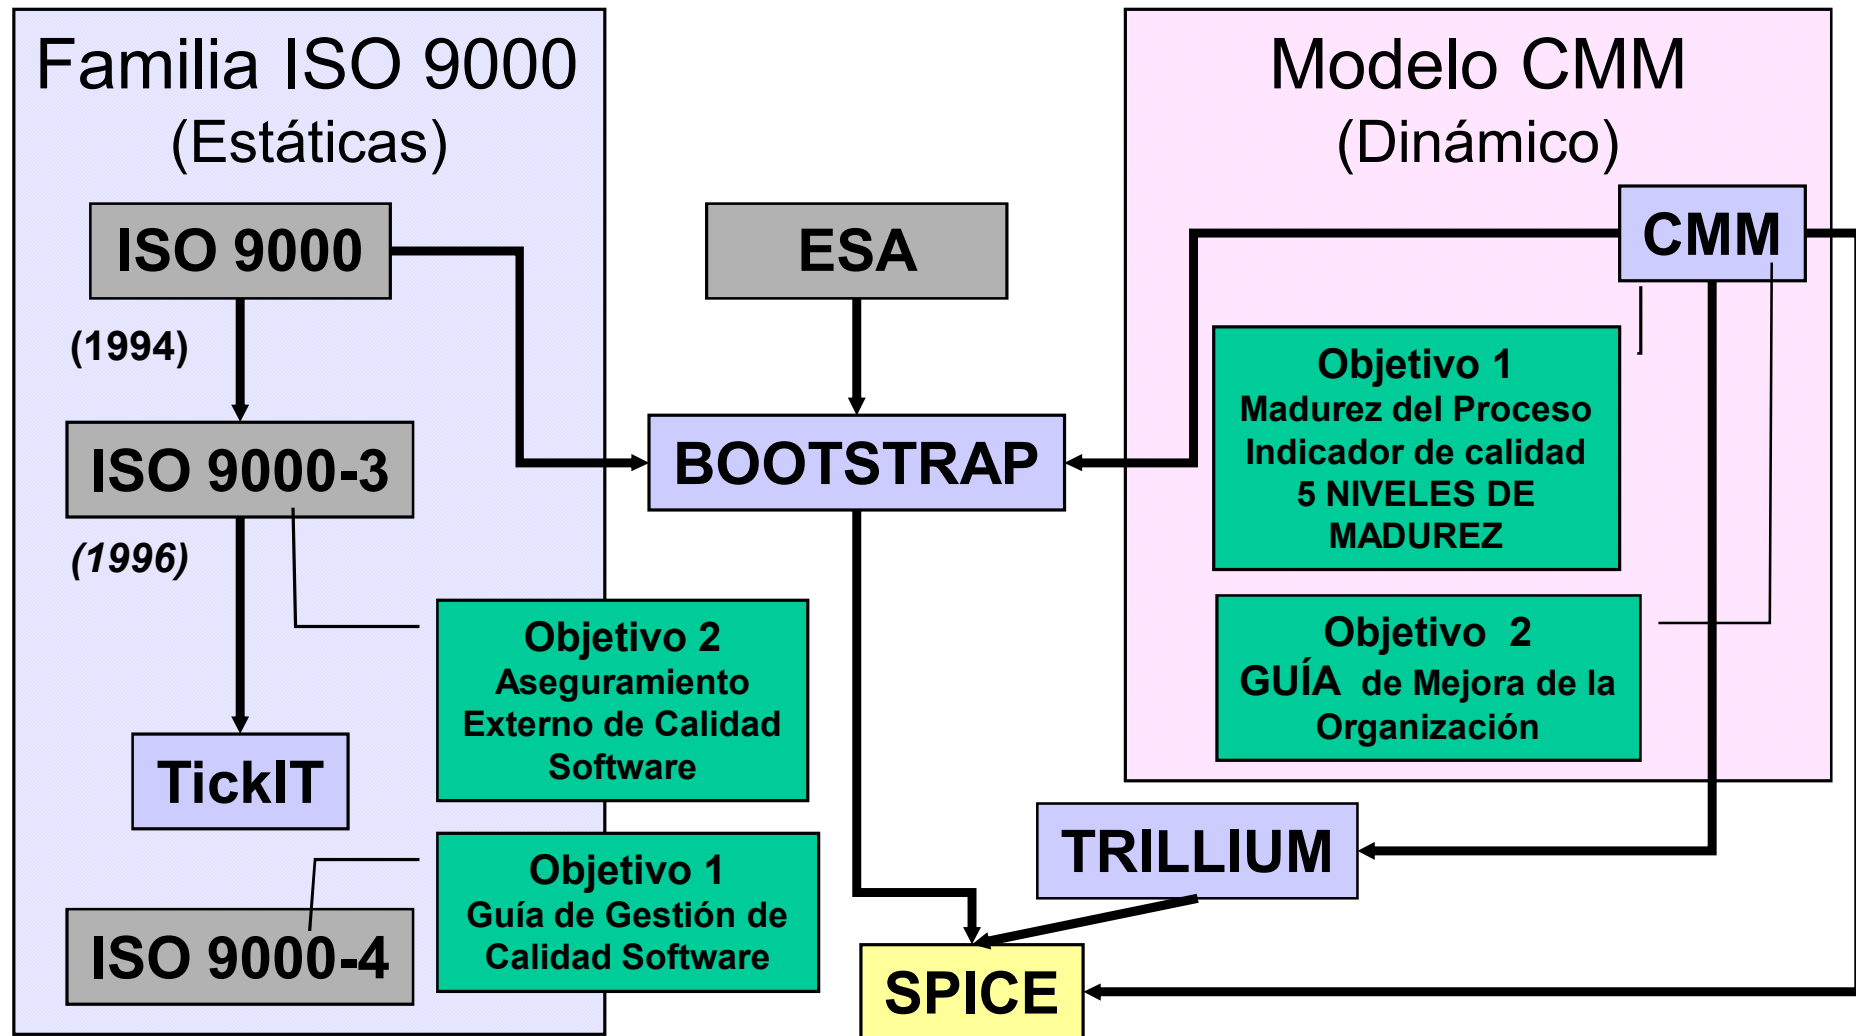 Familia ISO 9000
(Estáticas)
ISO 9000
(1994)
ISO 9000-3
(1996)
TickIT
ISO 9000-4
Objetivo 2
Aseguramiento
Externo de Calidad
Software
Objetivo 1
Guía de Gestión de
Calidad Software
ESA
BOOTSTRAP
SPICE
TRILLIUM
Modelo CMM
(Dinámico)
CMM
Objetivo 1
Madurez del Proceso
Indicador de calidad
5 NIVELES DE
MADUREZ
Objetivo 2
GUÍA de Mejora de la
Organización